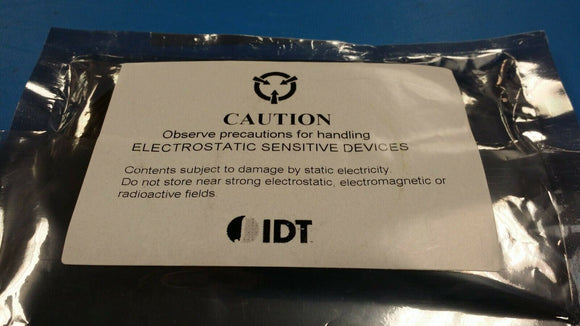 CAUTION
Observe precautions for handling
ELECTROSTATIC SENSITIVE DEVICES
Contents subject to damage by static electricity.
Do not store near strong electrostatic, electromagnetic or
radioactive fields.
IDT